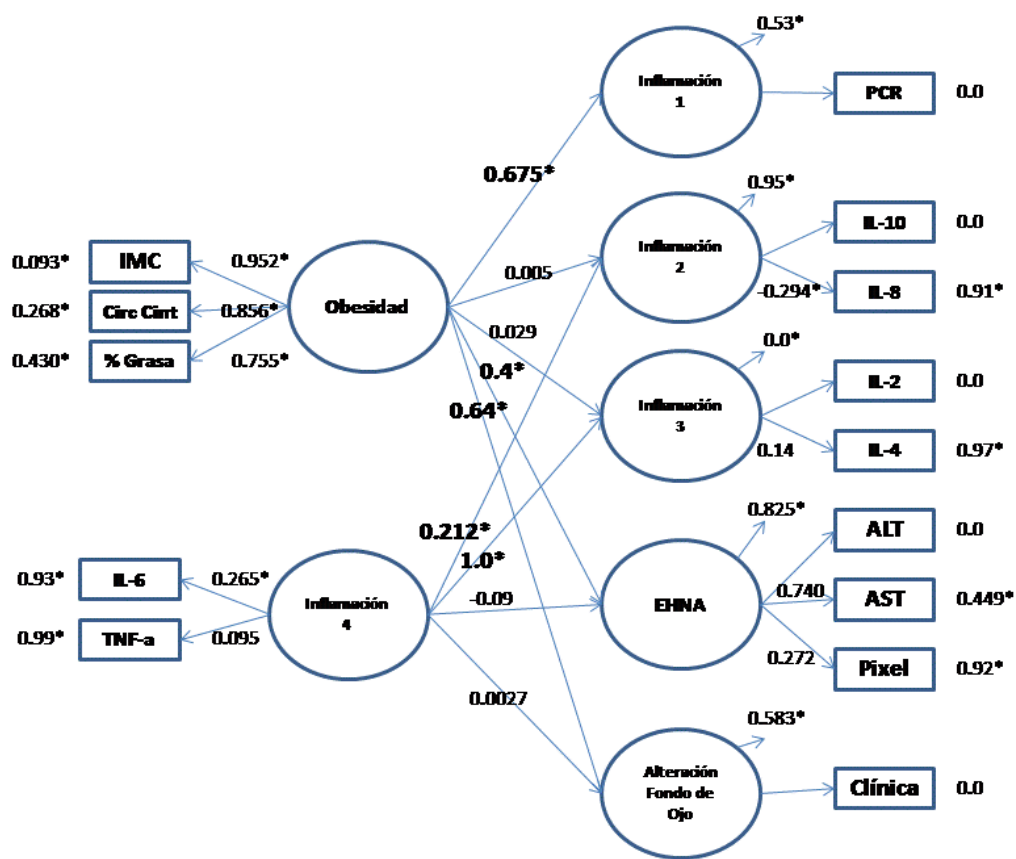 0.53*
Inflamación
1
PCR
0.0
0.675*
0.95*
IL-10
0.0
Inflamación
2
0.093*
IMC
0.952*
0.005
-0.294*
IL-8
0.91*
0.268*
Circ Cint
0.856*
Obesidad
0.029
0.430*
% Grasa
0.755*
0.0*
0.4*
IL-2
0.0
0.64*
Inflamación
3
0.14
IL-4
0.97*
0.825*
ALT
0.0
0.212*
1.0*
0.93*
IL-6
0.265*
Inflamación
4
-0.09
EHNA
0.740
AST
0.449*
0.99*
TNF-a
0.095
0.272
Pixel
0.92*
0.0027
0.583*
Alteración
Fondo de
Ojo
Clínica
0.0